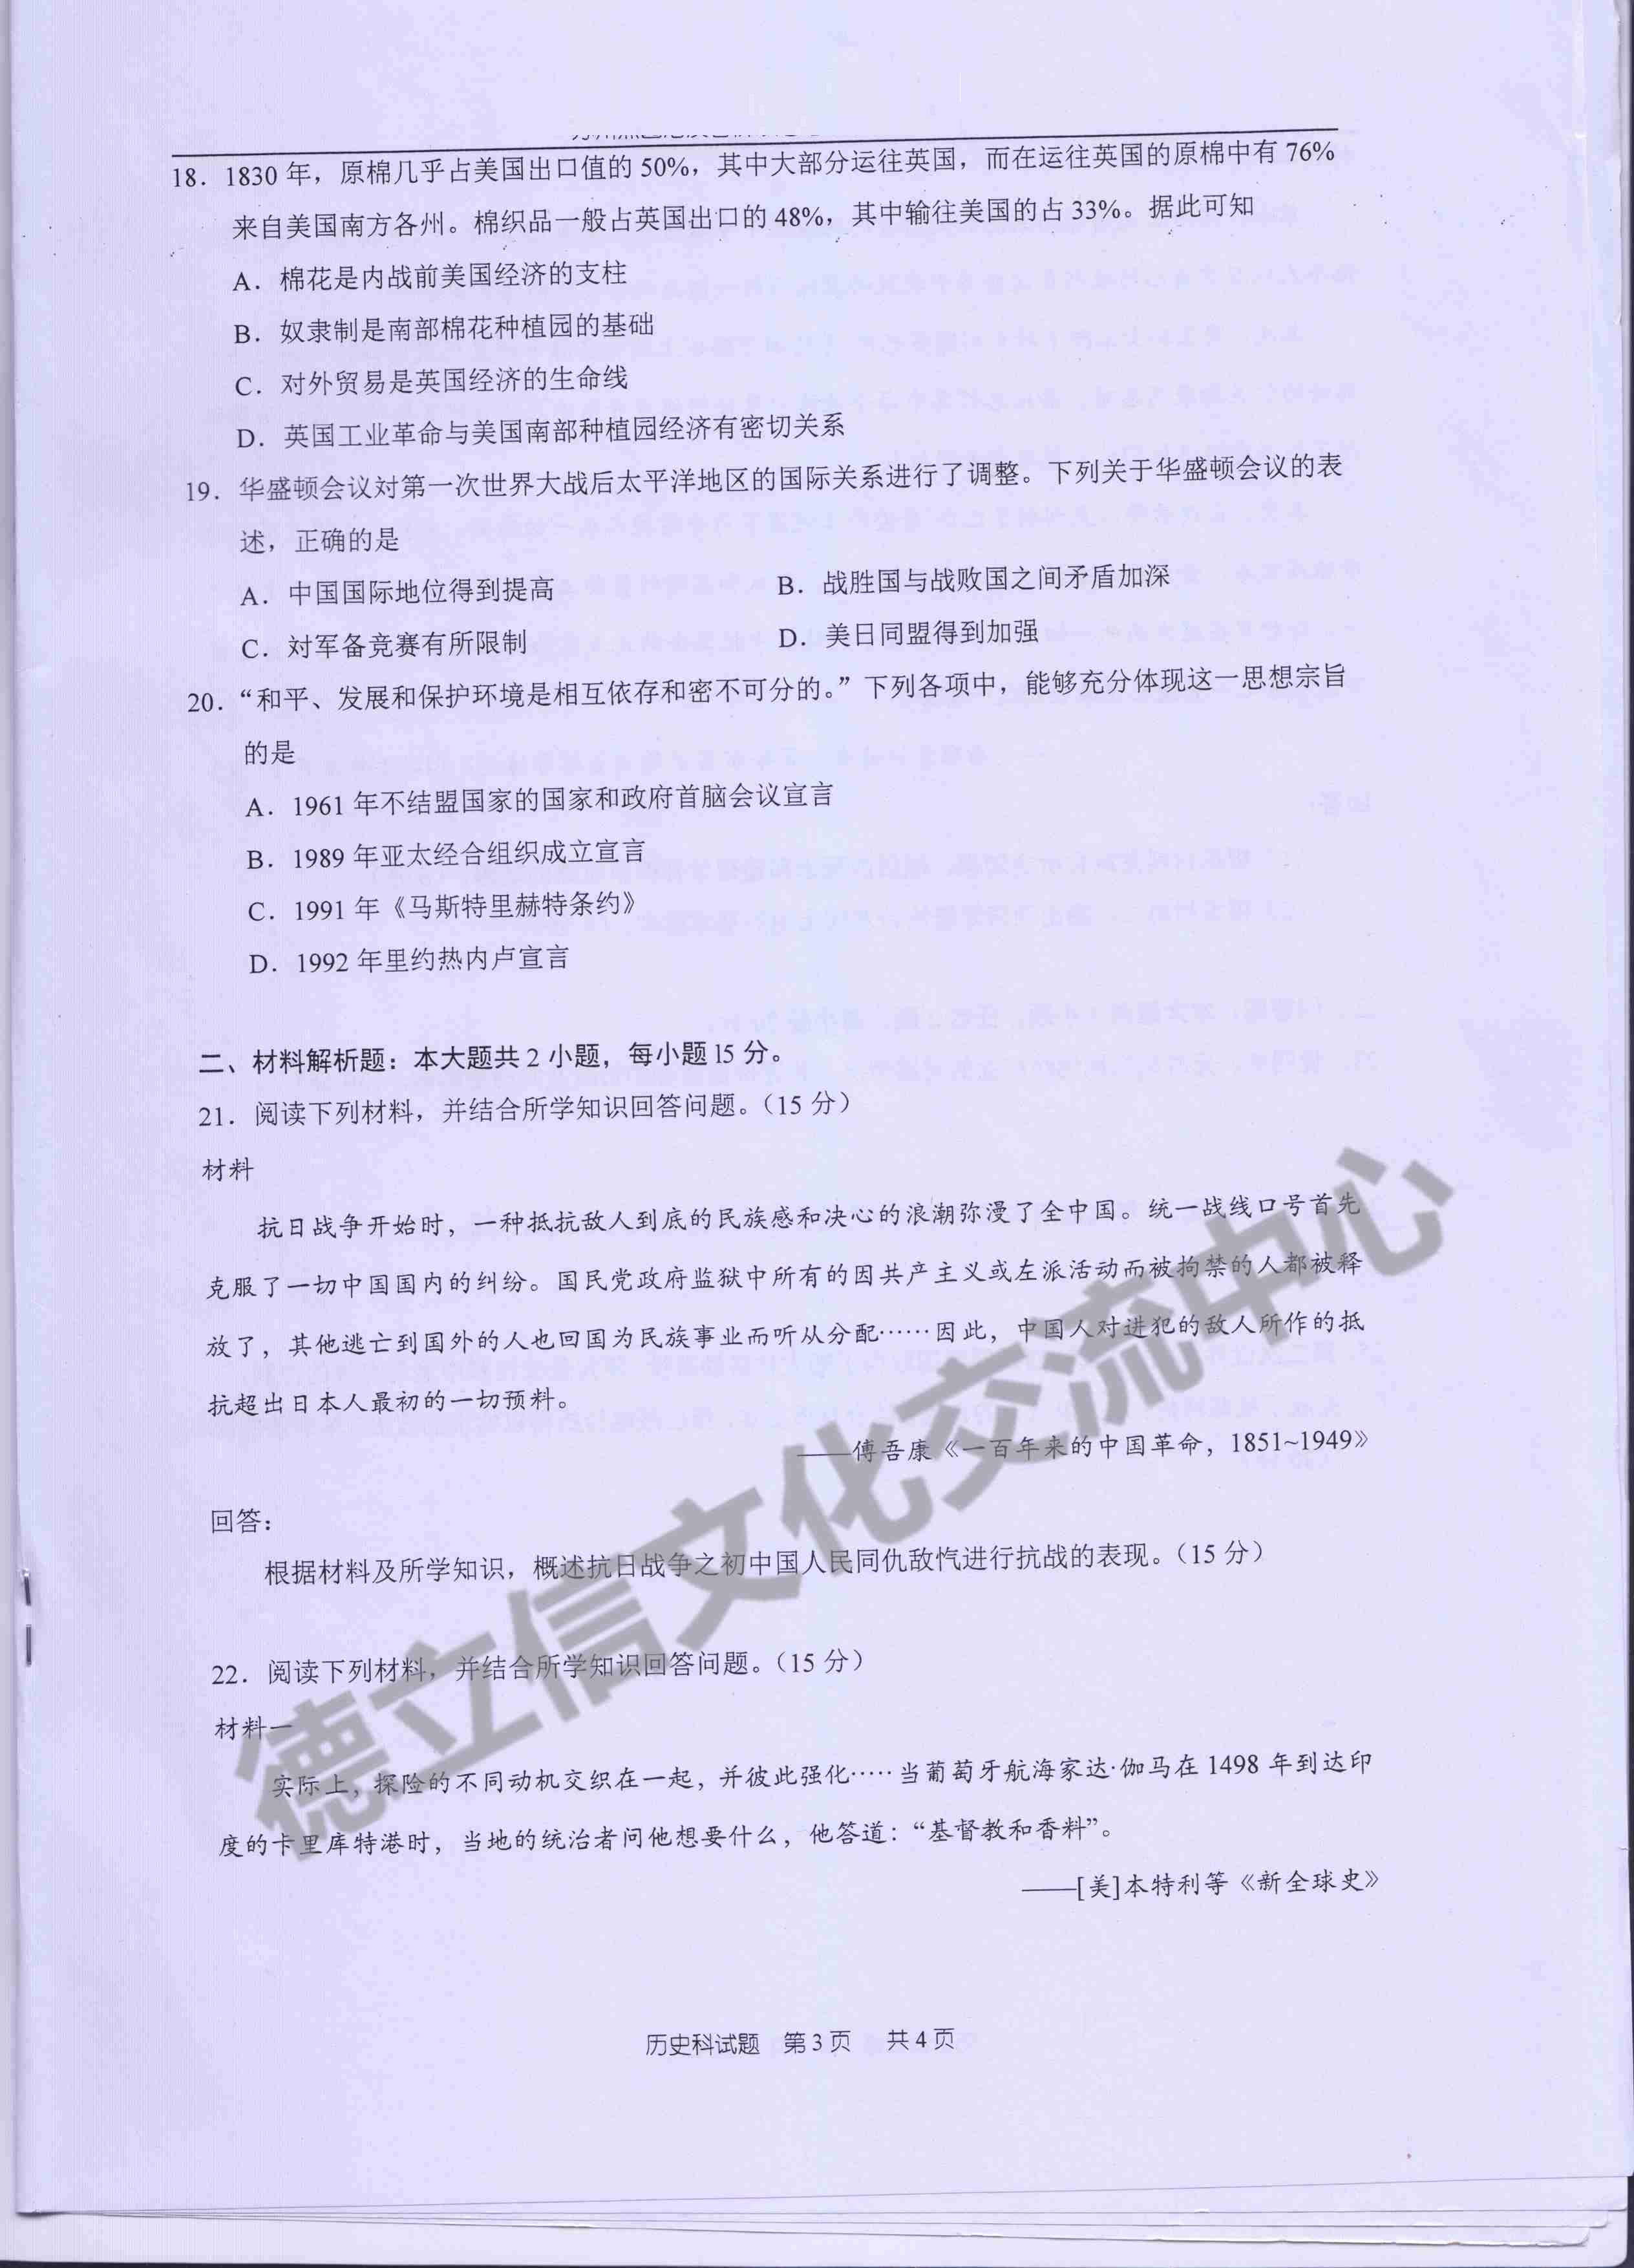 18．1830 年，原棉几乎占美国出口值的 50%，其中大部分运往英国，而在运往英国的原棉中有 76%
来自美国南方各州。棉织品一般占英国出口的 48%，其中输往美国的占 33%。据此可知
A．棉花是内战前美国经济的支柱
B．奴隶制是南部棉花种植园的基础
C．对外贸易是英国经济的生命线
D．英国工业革命与美国南部种植园经济有密切关系
19．华盛顿会议对第一次世界大战后太平洋地区的国际关系进行了调整。下列关于华盛顿会议的表
述，正确的是
A．中国国际地位得到提高 B．战胜国与战败国之间矛盾加深
C．对军备竞赛有所限制 D．美日同盟得到加强
20．“和平、发展和保护环境是相互依存和密不可分的。”下列各项中，能够充分体现这一思想宗旨
的是
A．1961 年不结盟国家的国家和政府首脑会议宣言
B．1989 年亚太经合组织成立宣言
C．1991 年《马斯特里赫特条约》
D．1992 年里约热内卢宣言
二、材料解析题：本大题共 2 小题，每小题 15 分。
21．阅读下列材料，并结合所学知识回答问题。（15 分）
材料
抗日战争开始时，一种抵抗敌人到底的民族感和决心的浪潮弥漫了全中国。统一战线口号首先
克服了一切中国国内的纠纷。国民党政府监狱中所有的因共产主义或左派活动而被拘禁的人都被释
放了，其他逃亡到国外的人也回国为民族事业而听从分配……因此，中国人对进犯的敌人所作的抵
抗超出日本人最初的一切预料。
——傅吾康《一百年来的中国革命，1851~1949》
回答：
根据材料及所学知识，概述抗日战争之初中国人民同仇敌忾进行抗战的表现。（15 分）
22．阅读下列材料，并结合所学知识回答问题。（15 分）
材料一
实际上，探险的不同动机交织在一起，并彼此强化……当葡萄牙航海家达·伽马在 1498 年到达印
度的卡里库特港时，当地的统治者问他想要什么，他答道：“基督教和香料”。
——[美]本特利等《新全球史》
历史科试题 第 3 页 共 4 页
德立信文化交流中心